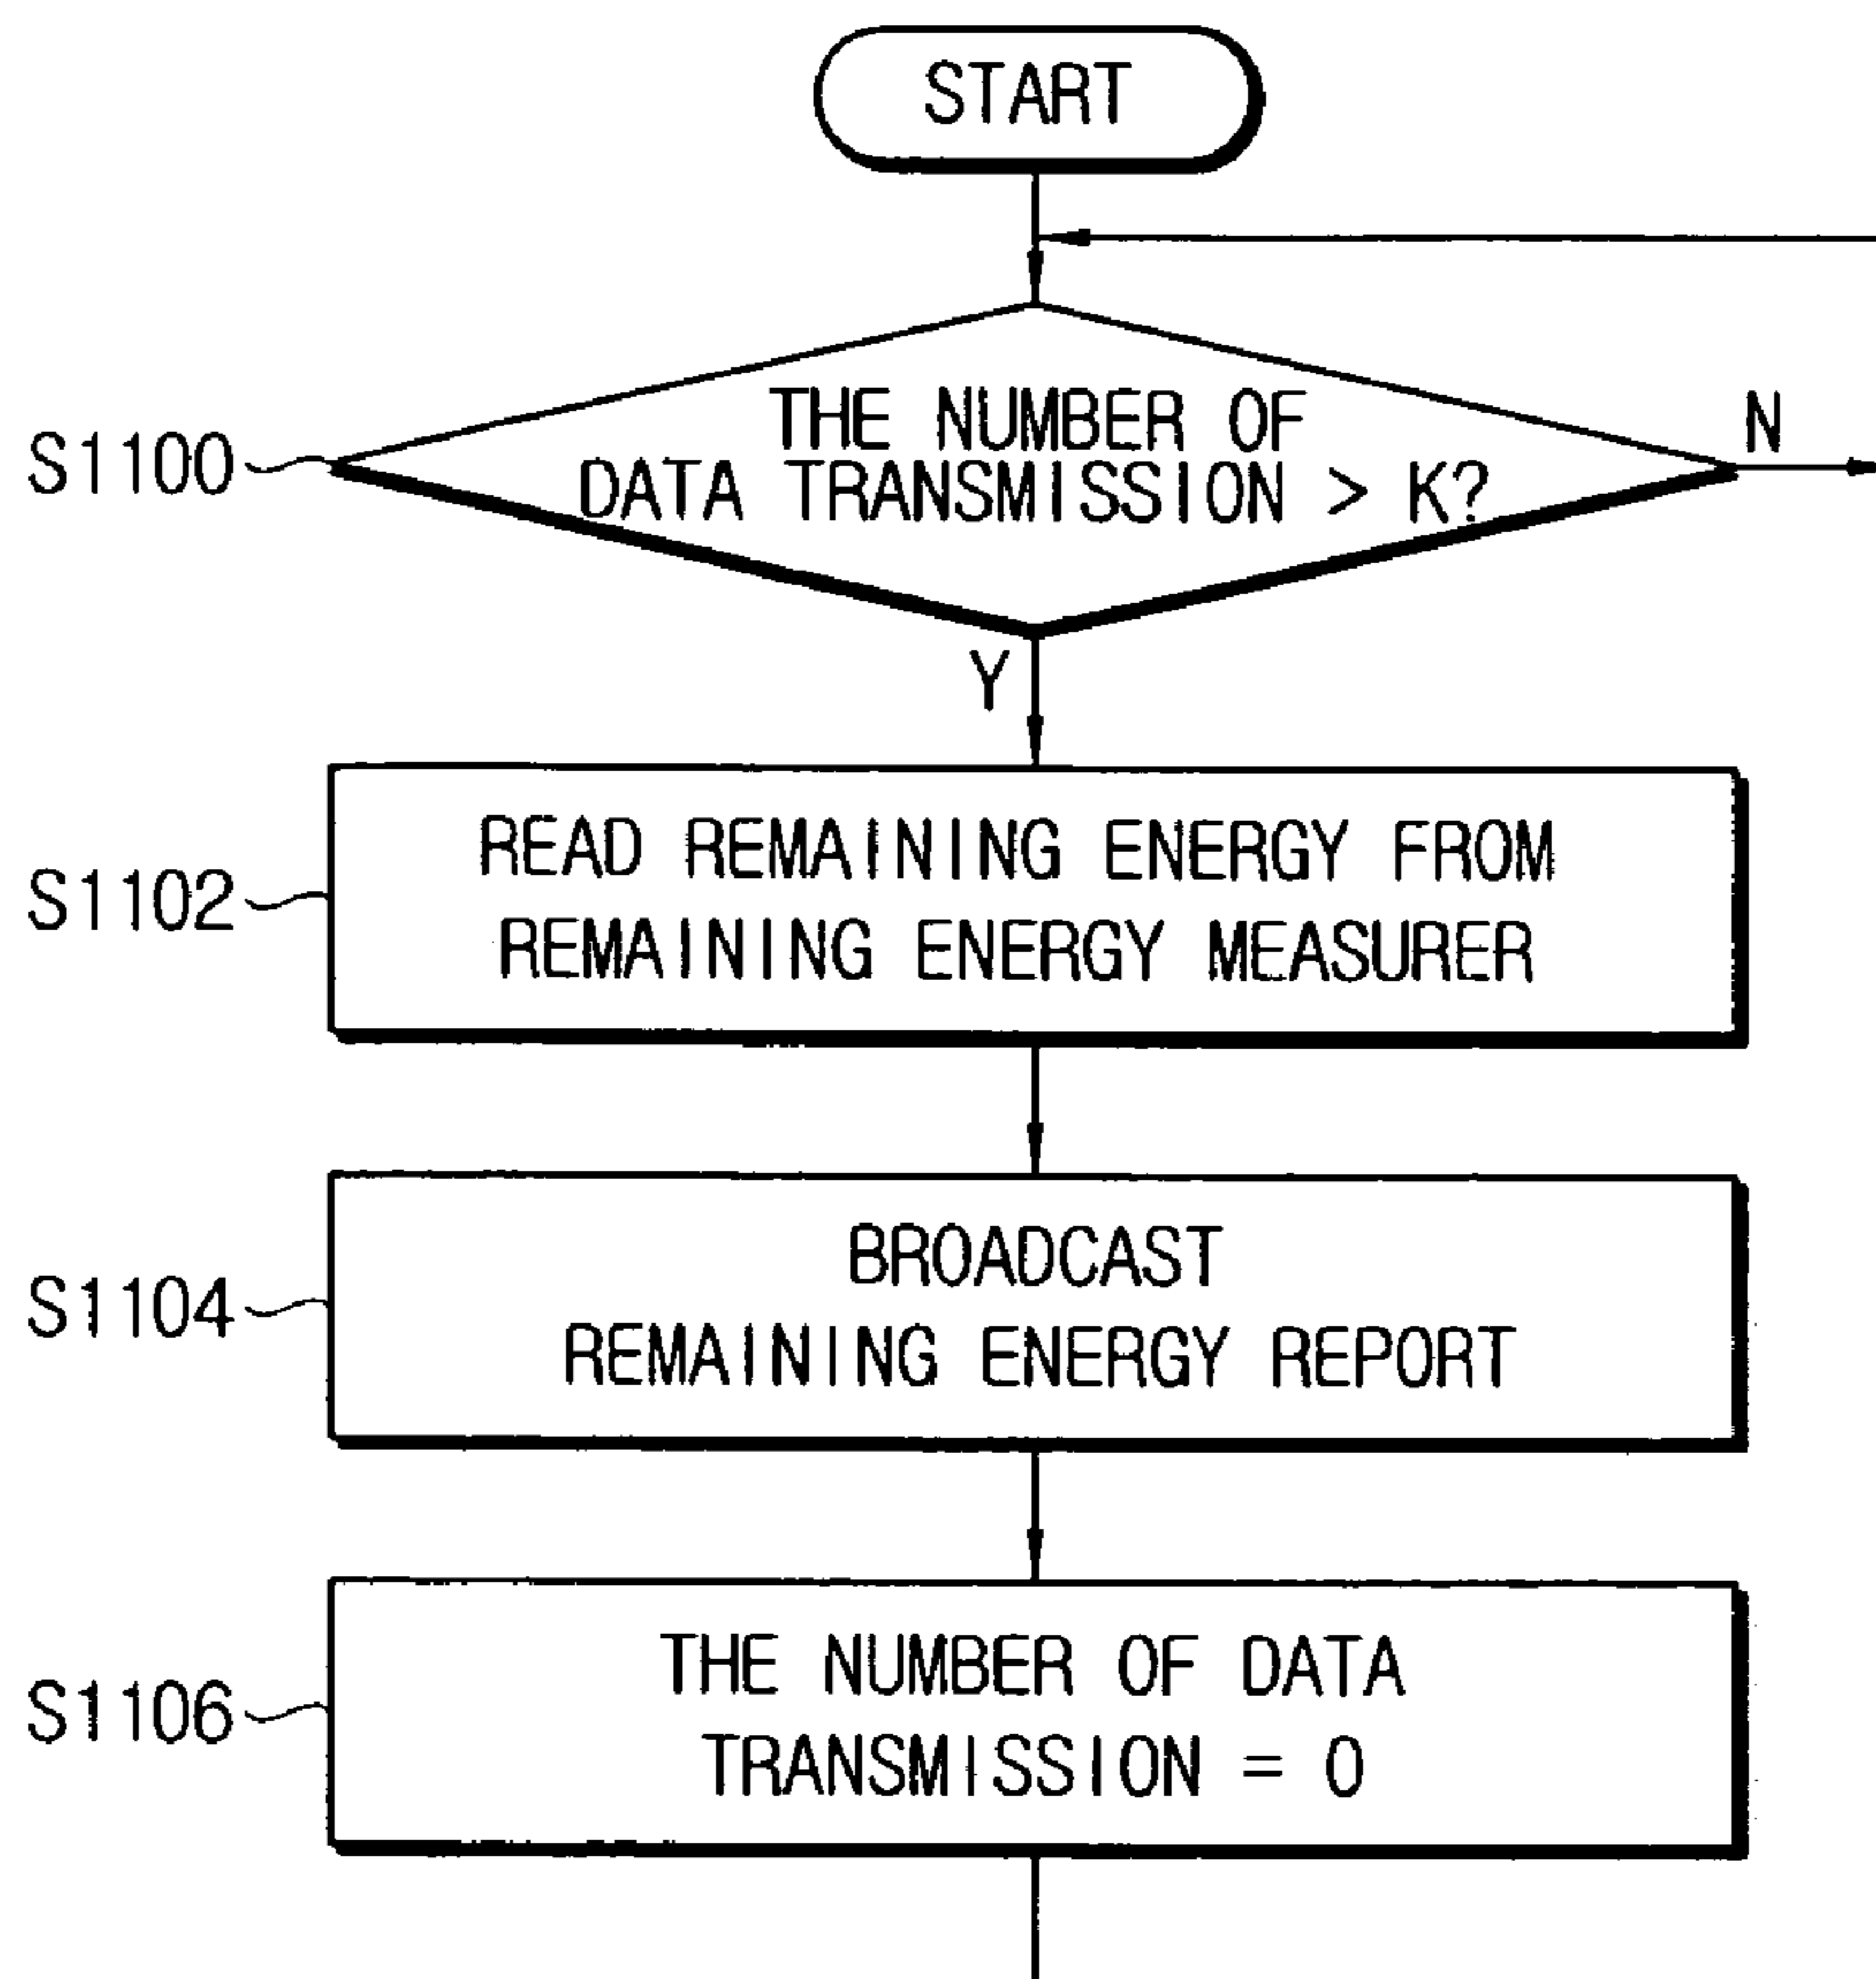 START
THE NUMBER OF
DATA TRANSMISSION > K?
N
S1100
Y
READ REMAINING ENERGY FROM
REMAINING ENERGY MEASURER
S1102
BROADCAST
REMAINING ENERGY REPORT
S1104
THE NUMBER OF DATA
TRANSMISSION = 0
S1106